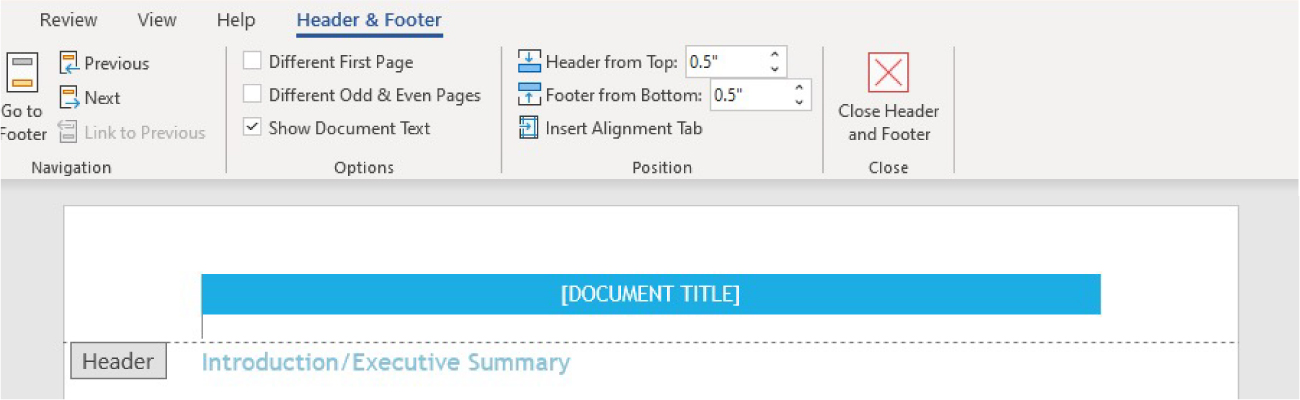 Review View Help Header & Footer
Previous Different First Page Header from Top: 0.5"
Go to Next Different Odd & Even Pages Footer from Bottom: 0.5" Close Header
Footer Link to Previous Show Document Text Insert Alignment Tab and Footer
Navigation Options Position Close
[DOCUMENT TITLE]
Header Introduction/Executive Summary